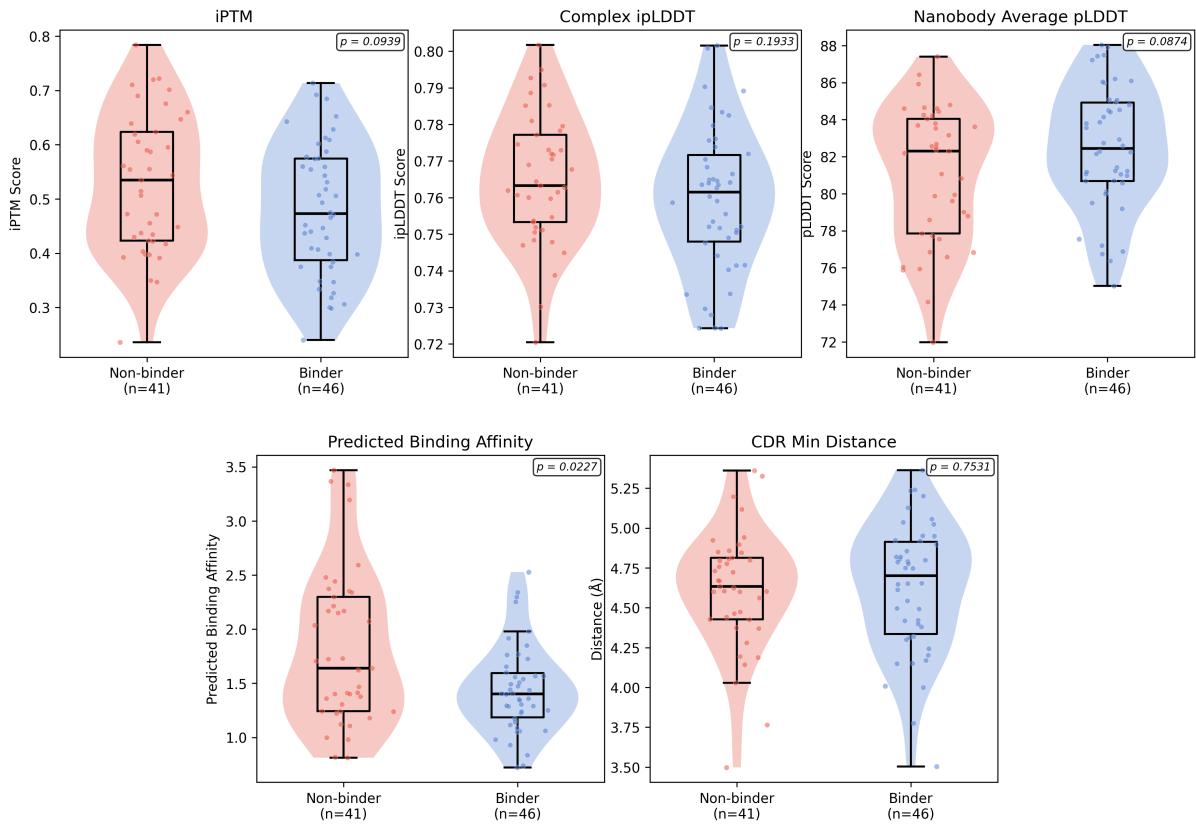 iPTM
p = 0.0939
iPTM Score
0.8
0.7
0.6
0.5
0.4
0.3
Non-binder
(n=41)
Binder
(n=46)
Complex ipLDDT
p = 0.1933
ipLDDT Score
0.80
0.79
0.78
0.77
0.76
0.75
0.74
0.73
0.72
Non-binder
(n=41)
Binder
(n=46)
Nanobody Average pLDDT
p = 0.0874
pLDDT Score
88
86
84
82
80
78
76
74
72
Non-binder
(n=41)
Binder
(n=46)
Predicted Binding Affinity
p = 0.0227
Predicted Binding Affinity
3.5
3.0
2.5
2.0
1.5
1.0
Non-binder
(n=41)
Binder
(n=46)
CDR Min Distance
p = 0.7531
Distance (Å)
5.25
5.00
4.75
4.50
4.25
4.00
3.75
3.50
Non-binder
(n=41)
Binder
(n=46)